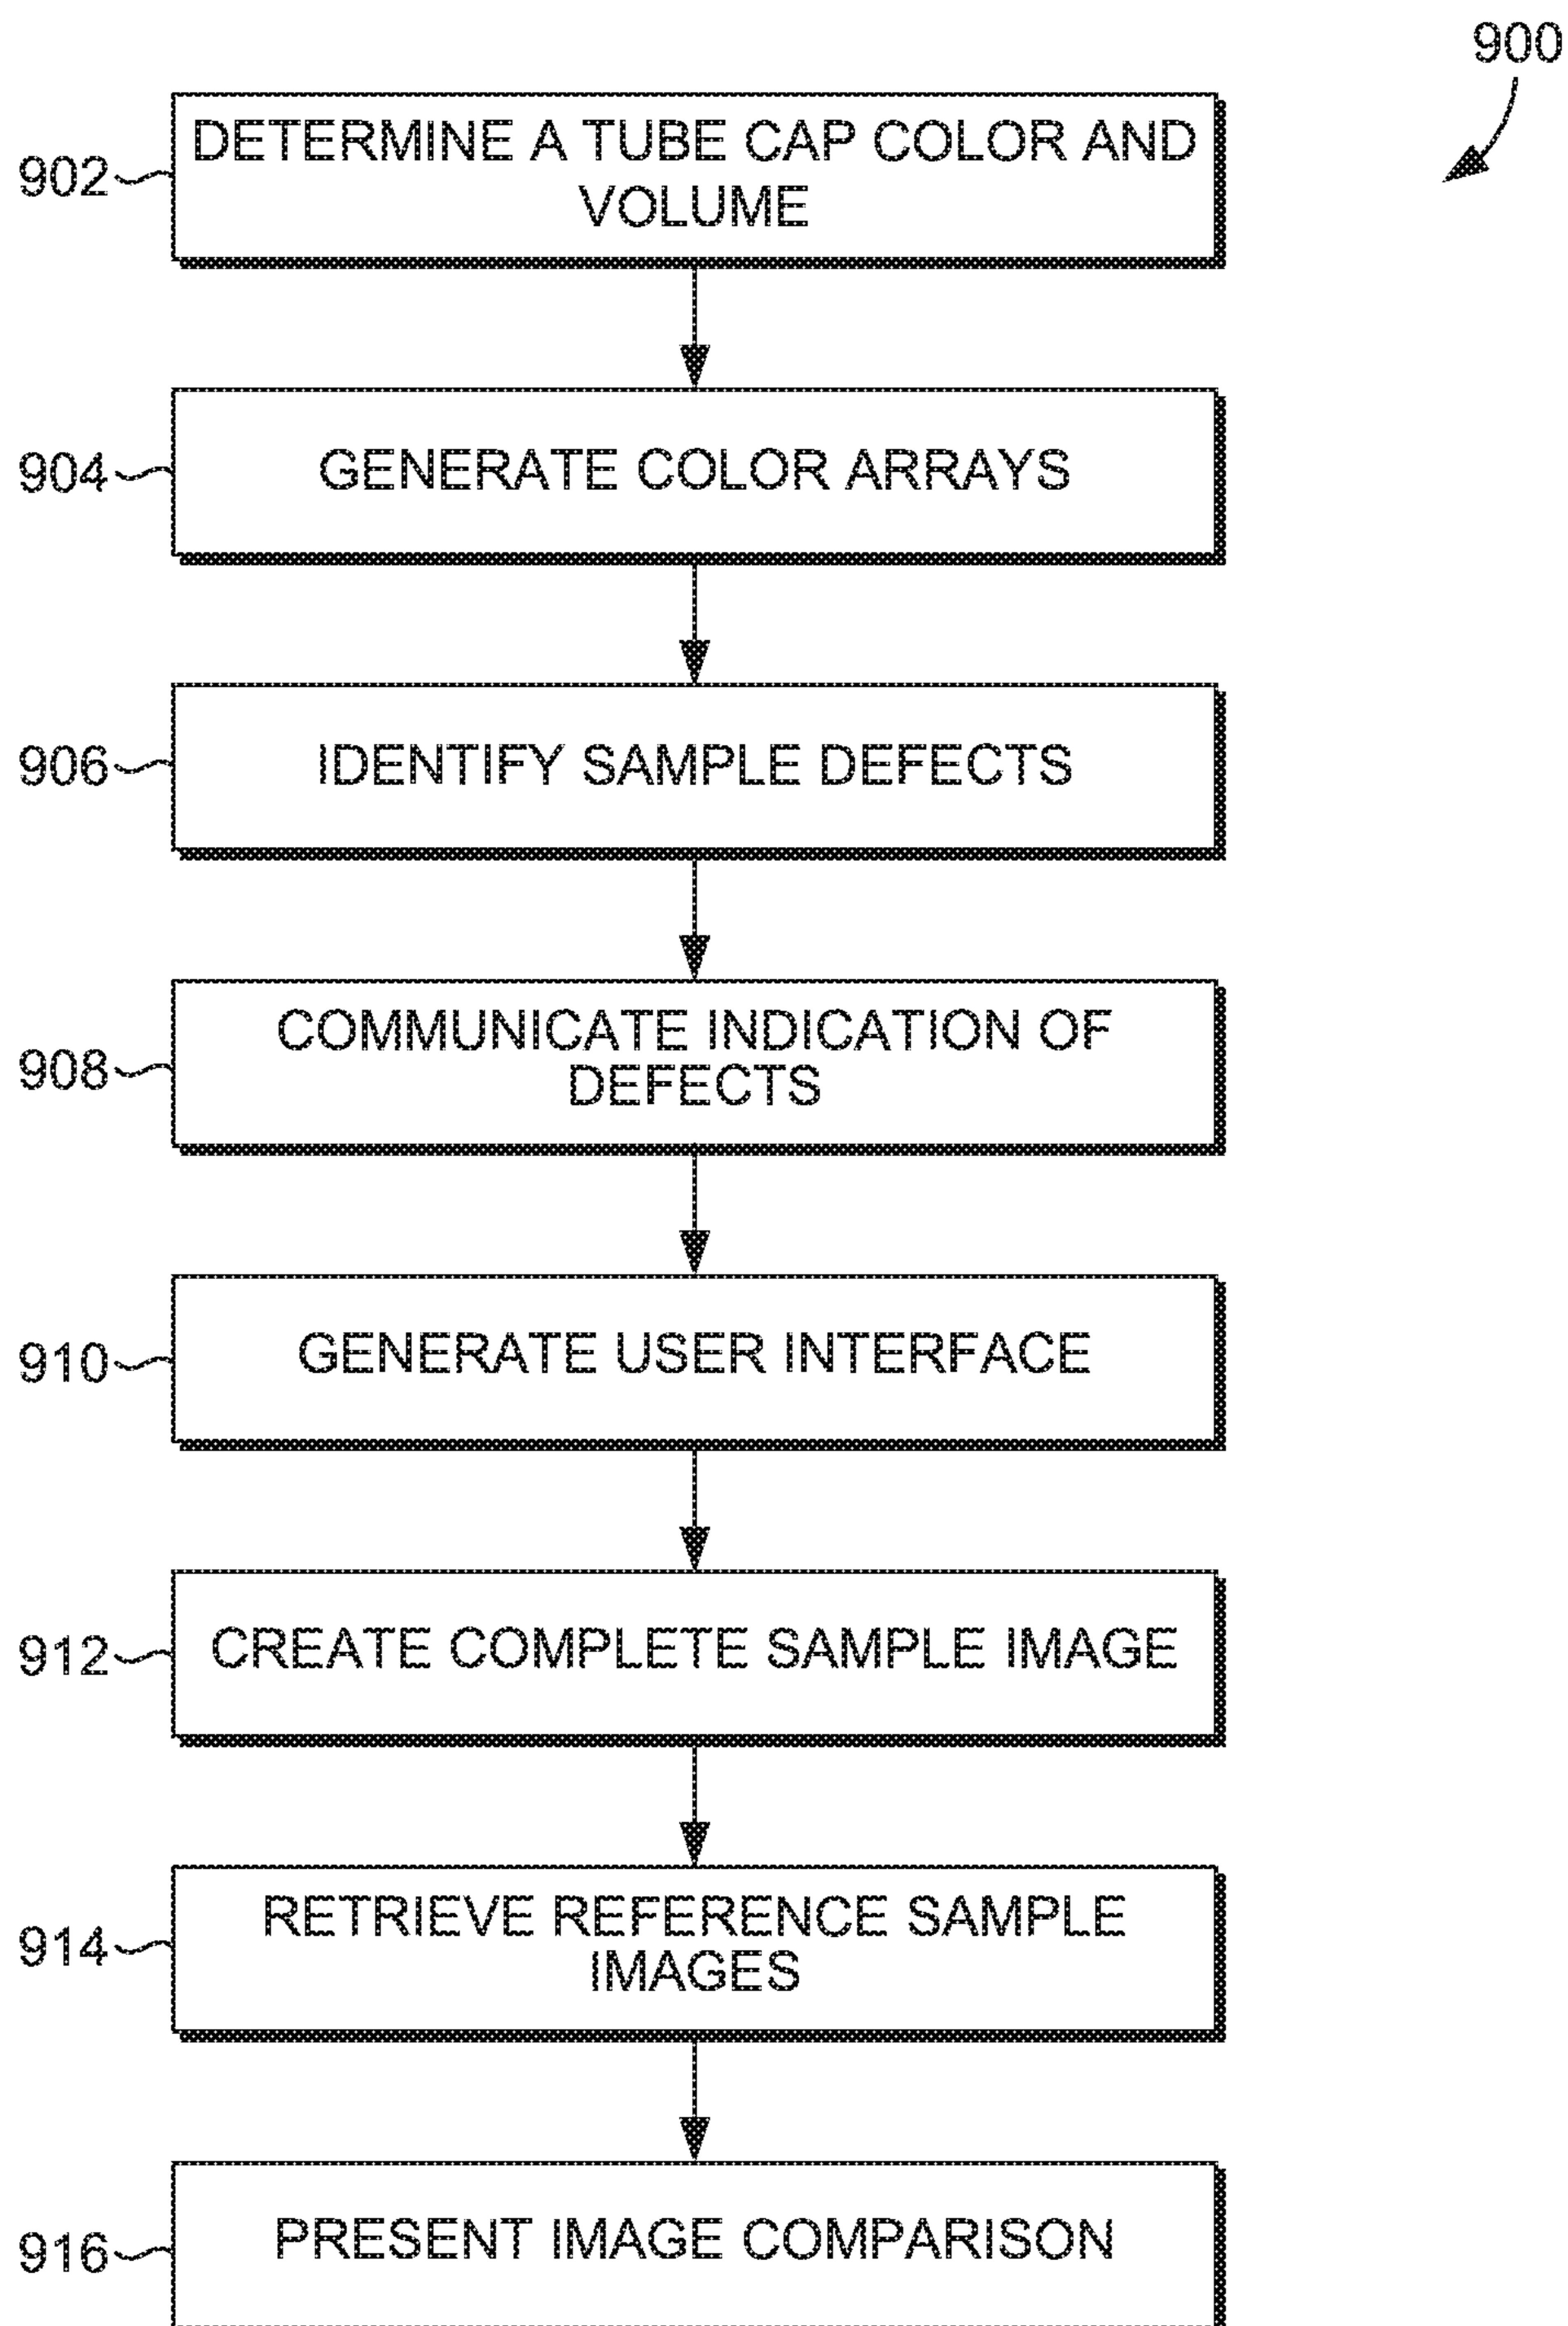 900
902
DETERMINE A TUBE CAP COLOR AND
VOLUME
904
GENERATE COLOR ARRAYS
906
IDENTIFY SAMPLE DEFECTS
908
COMMUNICATE INDICATION OF
DEFECTS
910
GENERATE USER INTERFACE
912
CREATE COMPLETE SAMPLE IMAGE
914
RETRIEVE REFERENCE SAMPLE
IMAGES
916
PRESENT IMAGE COMPARISON